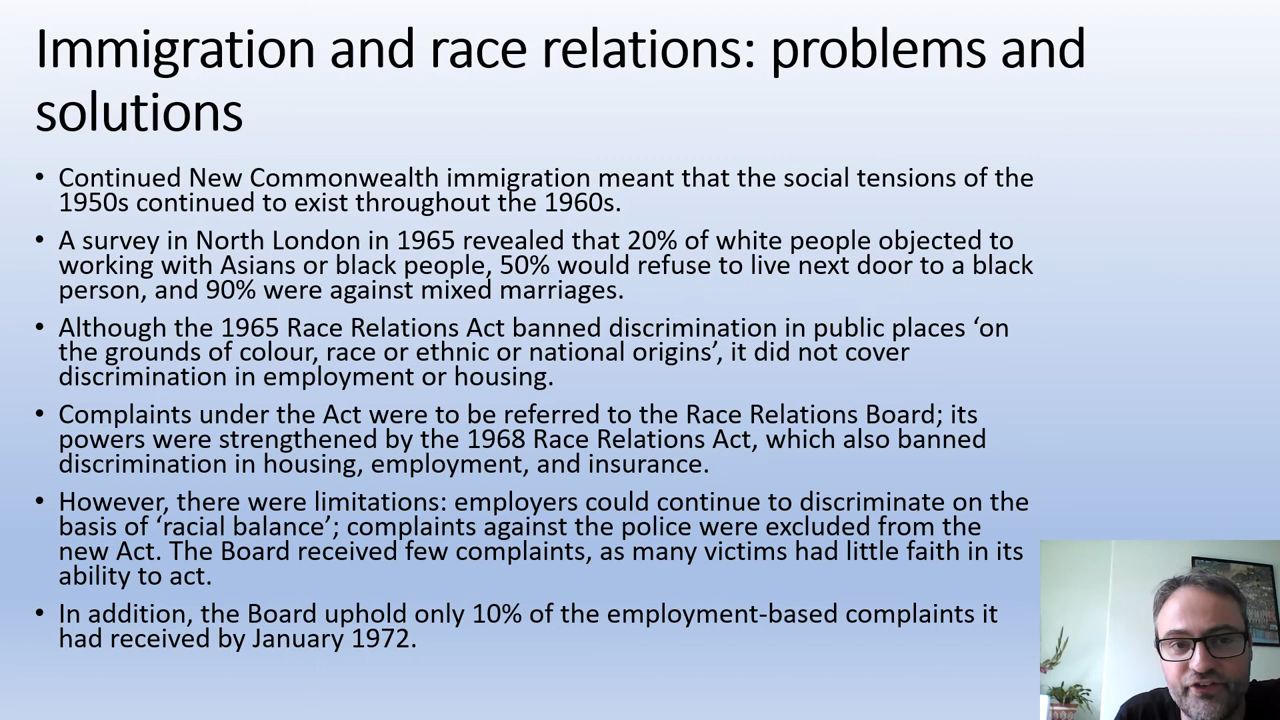 Immigration and race relations: problems and
solutions
• Continued New Commonwealth immigration meant that the social tensions of the
1950s continued to exist throughout the 1960s.
• A survey in North London in 1965 revealed that 20% of white people objected to
working with Asians or black people, 50% would refuse to live next door to a black
person, and 90% were against mixed marriages.
• Although the 1965 Race Relations Act banned discrimination in public places ‘on
the grounds of colour, race or ethnic or national origins’, it did not cover
discrimination in employment or housing.
• Complaints under the Act were to be referred to the Race Relations Board; its
powers were strengthened by the 1968 Race Relations Act, which also banned
discrimination in housing, employment, and insurance.
• However, there were limitations: employers could continue to discriminate on the
basis of ‘racial balance’; complaints against the police were excluded from the
new Act. The Board received few complaints, as many victims had little faith in its
ability to act.
• In addition, the Board uphold only 10% of the employment-based complaints it
had received by January 1972.